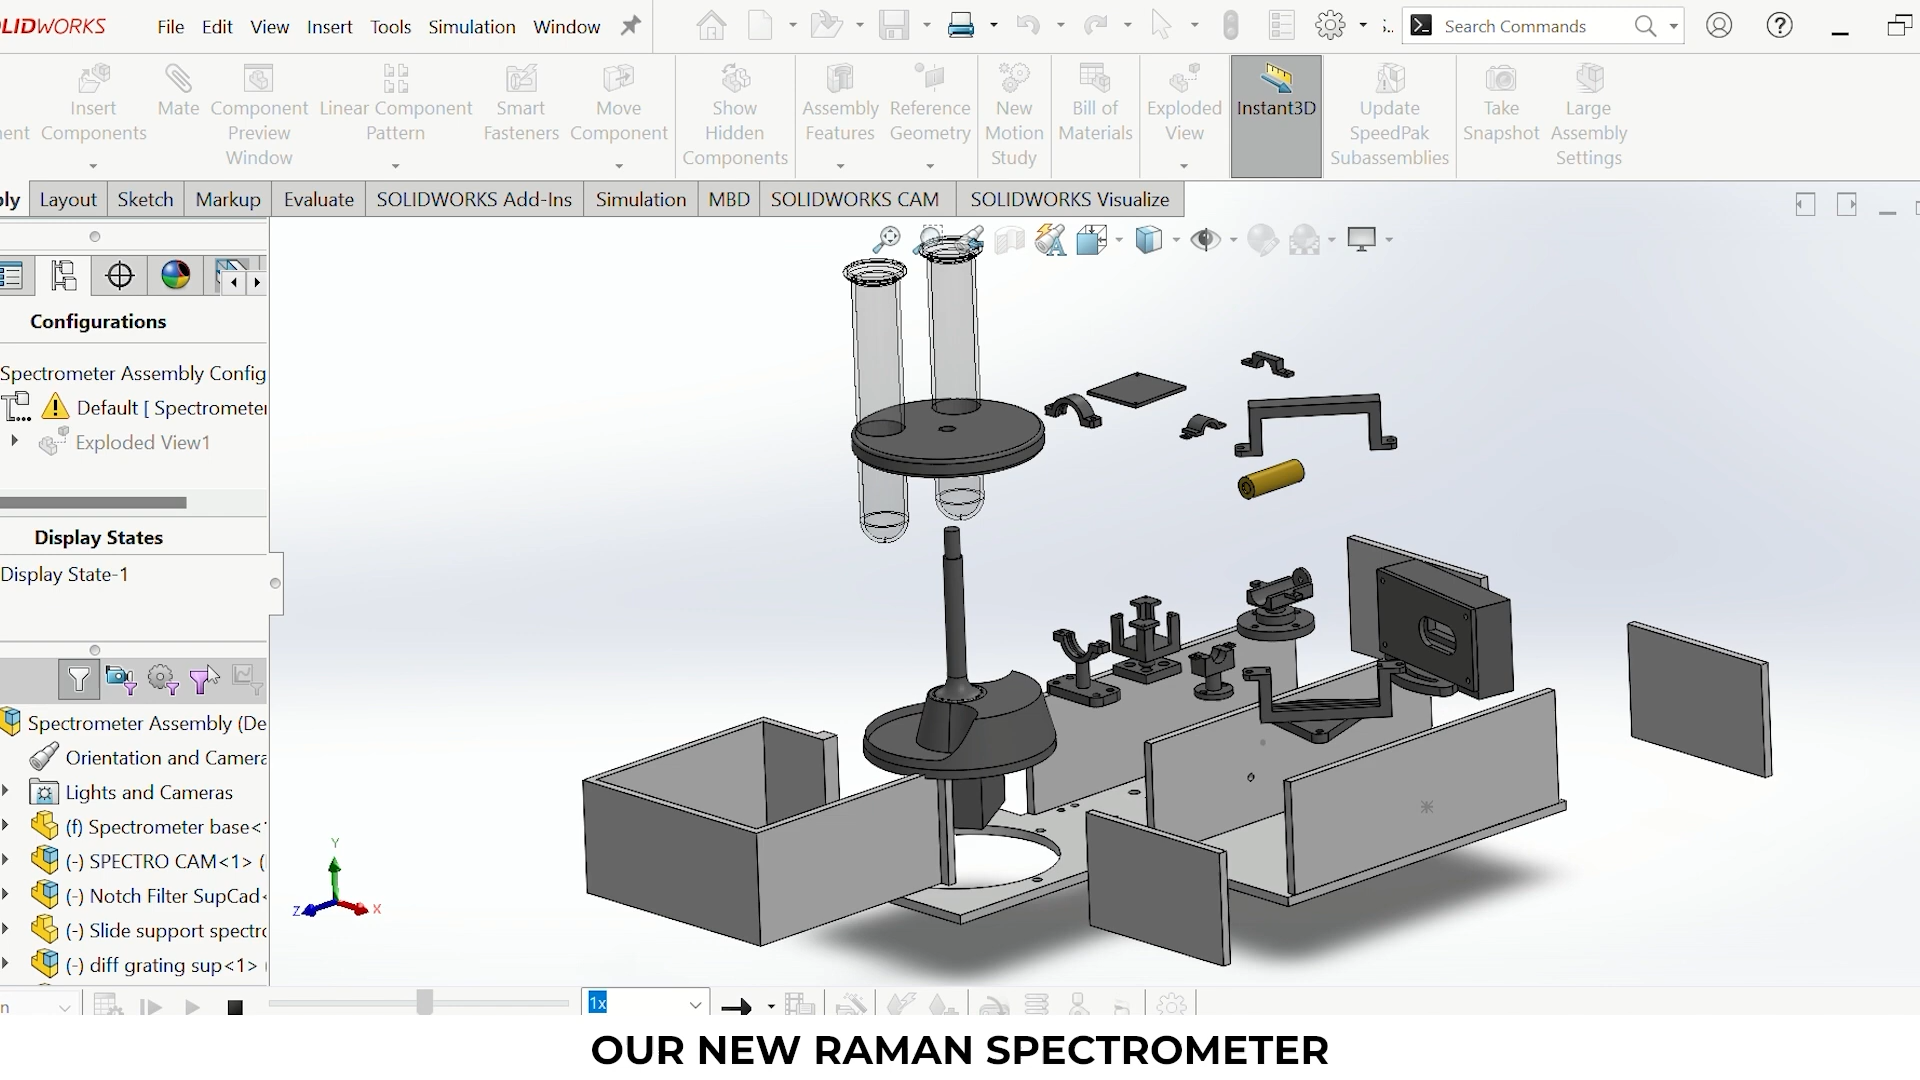 LIDWORKS File Edit View Insert Tools Simulation Window Search Commands
Insert Components
Mate
Component Preview Window
Linear Component Pattern
Smart Fasteners
Move Component
Show Hidden Components
Assembly Features
Reference Geometry
New Motion Study
Bill of Materials
Exploded View
Instant3D
Update SpeedPak Subassemblies
Take Snapshot
Large Assembly Settings
ent
ly Layout Sketch Markup Evaluate SOLIDWORKS Add-Ins Simulation MBD SOLIDWORKS CAM SOLIDWORKS Visualize
Configurations
Spectrometer Assembly Config
Default [ Spectrometer
Exploded View1
Display States
Display State-1
Spectrometer Assembly (De
Orientation and Camera
Lights and Cameras
(f) Spectrometer base<
(-) SPECTRO CAM<1> (
(-) Notch Filter SupCad<
(-) Slide support spectro
(-) diff grating sup<1>
Y
Z
X
n
1x
OUR NEW RAMAN SPECTROMETER